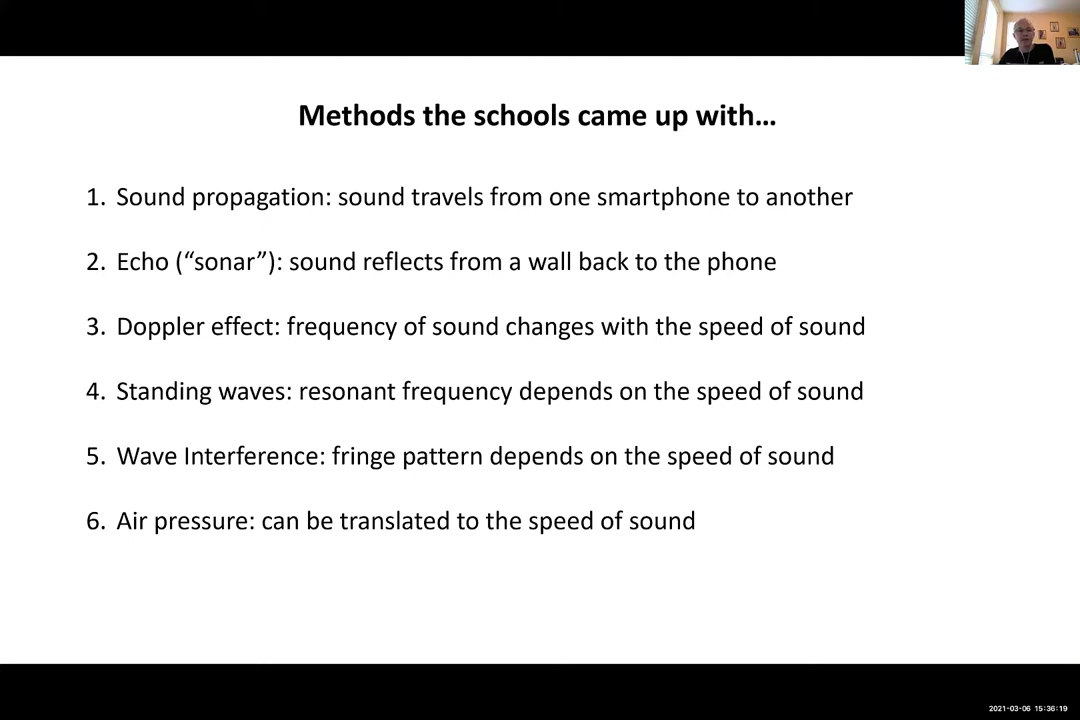 Methods the schools came up with…
1. Sound propagation: sound travels from one smartphone to another
2. Echo (“sonar”): sound reflects from a wall back to the phone
3. Doppler effect: frequency of sound changes with the speed of sound
4. Standing waves: resonant frequency depends on the speed of sound
5. Wave Interference: fringe pattern depends on the speed of sound
6. Air pressure: can be translated to the speed of sound
2021-03-06 15:36:19